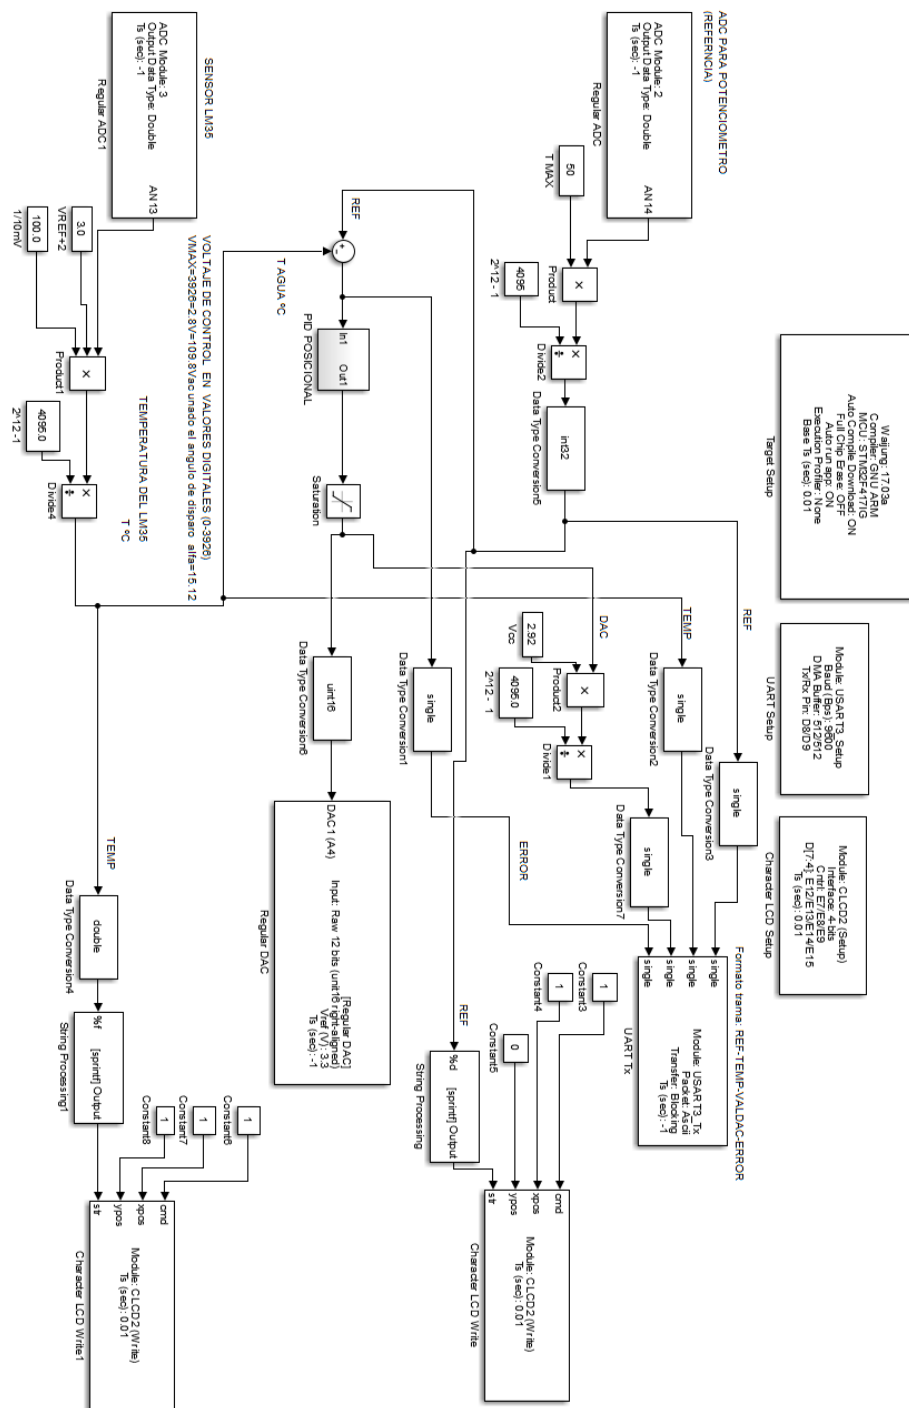 ADC PARA POTENCIOMETRO
(REFERNCIA)
ADC Module: 2
Output Data Type: Double
Ts (sec): -1
AN14
Regular ADC
50
T MAX
Product
4095
2^12 - 1
Divide2
int32
Data Type Conversion5
Waijung: 17.03a
Compiler: GNU ARM
MCU: STM32F417IG
Auto Compile Download: ON
Full Chip Erase: OFF
Auto run app: ON
Execution Profiler: None
Base Ts (sec): 0.01
Target Setup
Module: USART3_Setup
Baud (Bps): 9600
DMA Buffer: 512/512
Tx/Rx Pin: D8/D9
UART Setup
Module: CLCD2 (Setup)
Interface: 4-bits
Cntrl: E7/E8/E9
D[7-4]: E12/E13/E14/E15
Ts (sec): 0.01
Character LCD Setup
REF
single
Data Type Conversion3
TEMP
single
Data Type Conversion2
DAC
2.92
Vcc
Product2
4095.0
2^12 - 1
Divide1
single
Data Type Conversion7
Formato trama: REF-TEMP-VALDAC-ERROR
single
single
single
single
Module: USART3_Tx
Packet: Ascii
Transfer: Blocking
Ts (sec): -1
UART Tx
REF
T AGUA ºC
In1
Out1
PID POSICIONAL
Saturation
single
Data Type Conversion1
ERROR
uint16
Data Type Conversion6
DAC1 (A4)
[Regular DAC]
Input: Raw 12 bits (unit16 right-aligned)
Vref (V): 3.3
Ts (sec): -1
Regular DAC
REF
%d
[sprintf] Output
String Processing
1
Constant3
1
Constant4
0
Constant5
cmd
xpos
ypos
str
Module: CLCD2 (Write)
Ts (sec): 0.01
Character LCD Write
SENSOR LM35
ADC Module: 3
Output Data Type: Double
Ts (sec): -1
AN13
Regular ADC1
3.0
VREF+2
100.0
1/10mV
Product1
4095.0
2^12 -1
Divide4
VOLTAJE DE CONTROL EN VALORES DIGITALES (0-3926)
VMAX=3926=2.8V=109.8Vac unado el angulo de disparo alfa=15.12
TEMPERATURA DEL LM35
T ºC
TEMP
double
Data Type Conversion4
%f
[sprintf] Output
String Processing1
1
Constant6
1
Constant7
1
Constant8
cmd
xpos
ypos
str
Module: CLCD2 (Write)
Ts (sec): 0.01
Character LCD Write1